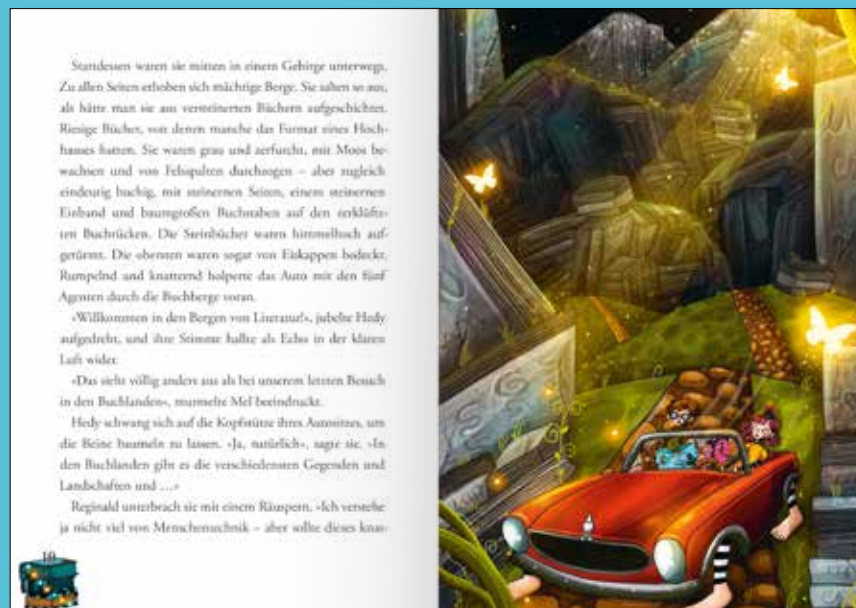 Stattdessen waren sie mitten in einem Gebirge unterwegs.
Zu allen Seiten erhoben sich mächtige Berge. Sie sahen so aus,
als hätte man sie aus versteinerten Büchern aufgeschichtet.
Riesige Bücher, von denen manche das Format eines Hoch-
hauses hatten. Sie waren grau und zerfurcht, mit Moos be-
wachsen und von Felsspalten durchzogen – aber zugleich
eindeutig buchig, mit steinernen Seiten, einem steinernen
Einband und baumgroßen Buchstaben auf den zerklüfte-
ten Buchrücken. Die Steinbücher waren himmelhoch auf-
getürmt. Die obersten waren sogar von Eiskappen bedeckt.
Rumpelnd und knatternd holperte das Auto mit den fünf
Agenten durch die Buchberge voran.
»Willkommen in den Bergen von Literatur!«, jubelte Hedy
aufgedreht, und ihre Stimme hallte als Echo in der klaren
Luft wider.
»Das sieht völlig anders aus als bei unserem letzten Besuch
in den Buchlanden«, murmelte Mel beeindruckt.
Hedy schwang sich auf die Kopfstütze ihres Autositzes, um
die Beine baumeln zu lassen. »Ja, natürlich«, sagte sie. »In
den Buchlanden gibt es die verschiedensten Gegenden und
Landschaften und …«
Reginald unterbrach sie mit einem Räuspern. »Ich verstehe
ja nicht viel von Menschentechnik – aber sollte dieses knat-
10